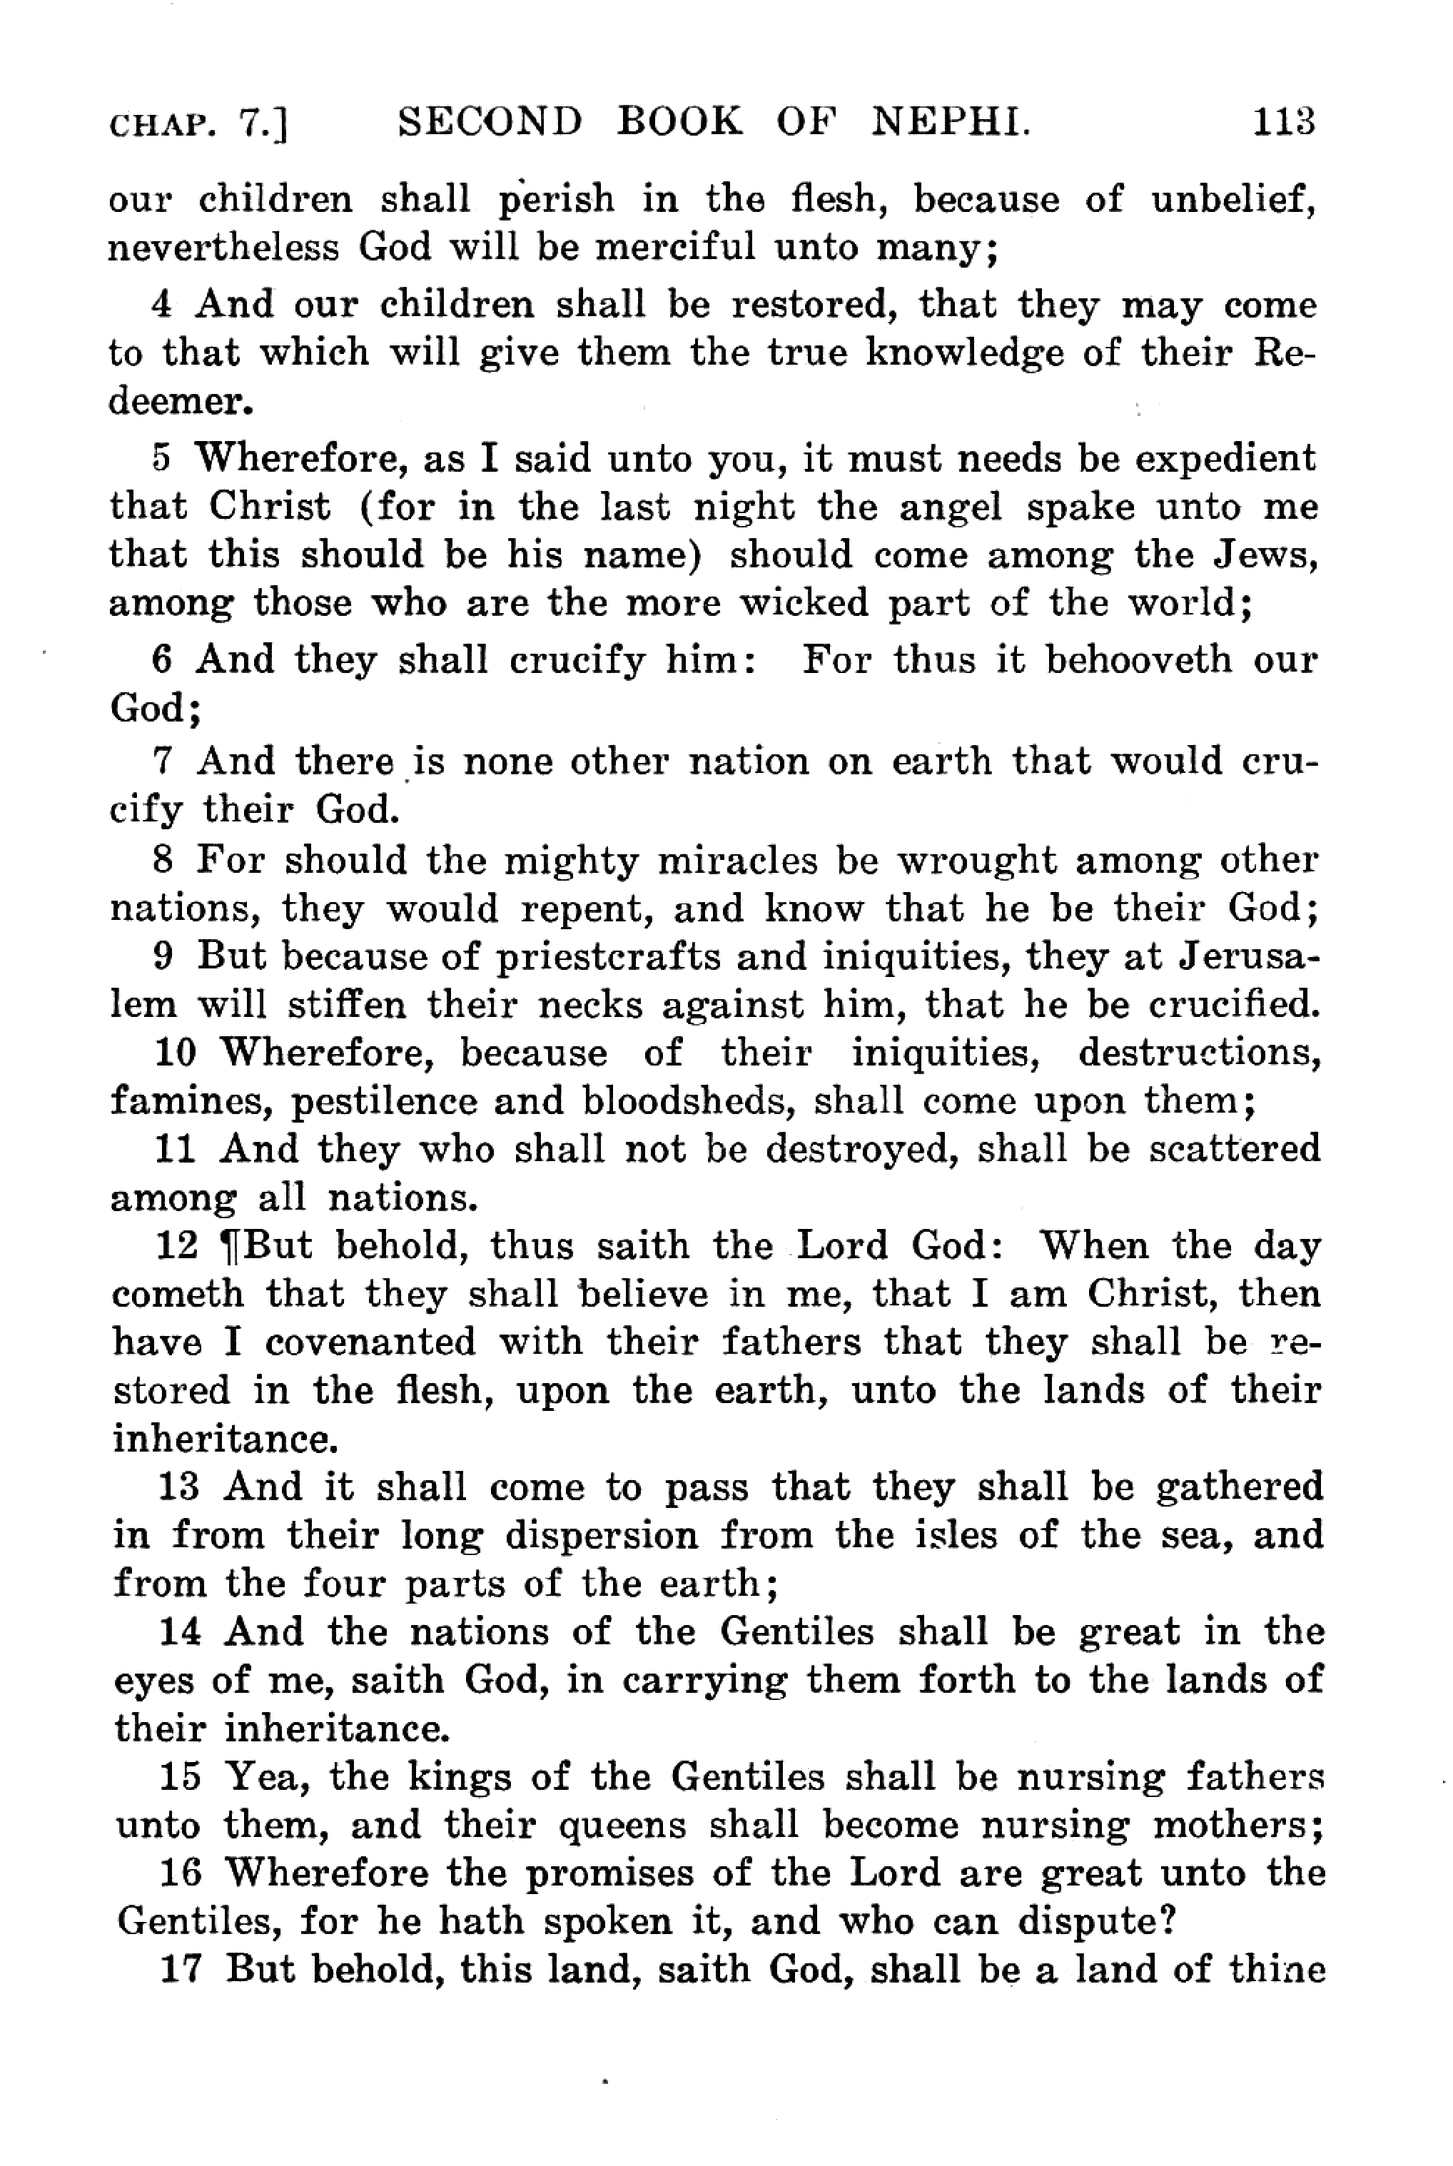 CHAP. 7.] SECOND BOOK OF NEPHI. 113
our children shall perish in the flesh, because of unbelief,
nevertheless God will be merciful unto many;
4 And our children shall be restored, that they may come
to that which will give them the true knowledge of their Re-
deemer.
5 Wherefore, as I said unto you, it must needs be expedient
that Christ (for in the last night the angel spake unto me
that this should be his name) should come among the Jews,
among those who are the more wicked part of the world;
6 And they shall crucify him: For thus it behooveth our
God;
7 And there is none other nation on earth that would cru-
cify their God.
8 For should the mighty miracles be wrought among other
nations, they would repent, and know that he be their God;
9 But because of priestcrafts and iniquities, they at Jerusa-
lem will stiffen their necks against him, that he be crucified.
10 Wherefore, because of their iniquities, destructions,
famines, pestilence and bloodsheds, shall come upon them;
11 And they who shall not be destroyed, shall be scattered
among all nations.
12 ¶But behold, thus saith the Lord God: When the day
cometh that they shall believe in me, that I am Christ, then
have I covenanted with their fathers that they shall be re-
stored in the flesh, upon the earth, unto the lands of their
inheritance.
13 And it shall come to pass that they shall be gathered
in from their long dispersion from the isles of the sea, and
from the four parts of the earth;
14 And the nations of the Gentiles shall be great in the
eyes of me, saith God, in carrying them forth to the lands of
their inheritance.
15 Yea, the kings of the Gentiles shall be nursing fathers
unto them, and their queens shall become nursing mothers;
16 Wherefore the promises of the Lord are great unto the
Gentiles, for he hath spoken it, and who can dispute?
17 But behold, this land, saith God, shall be a land of thine